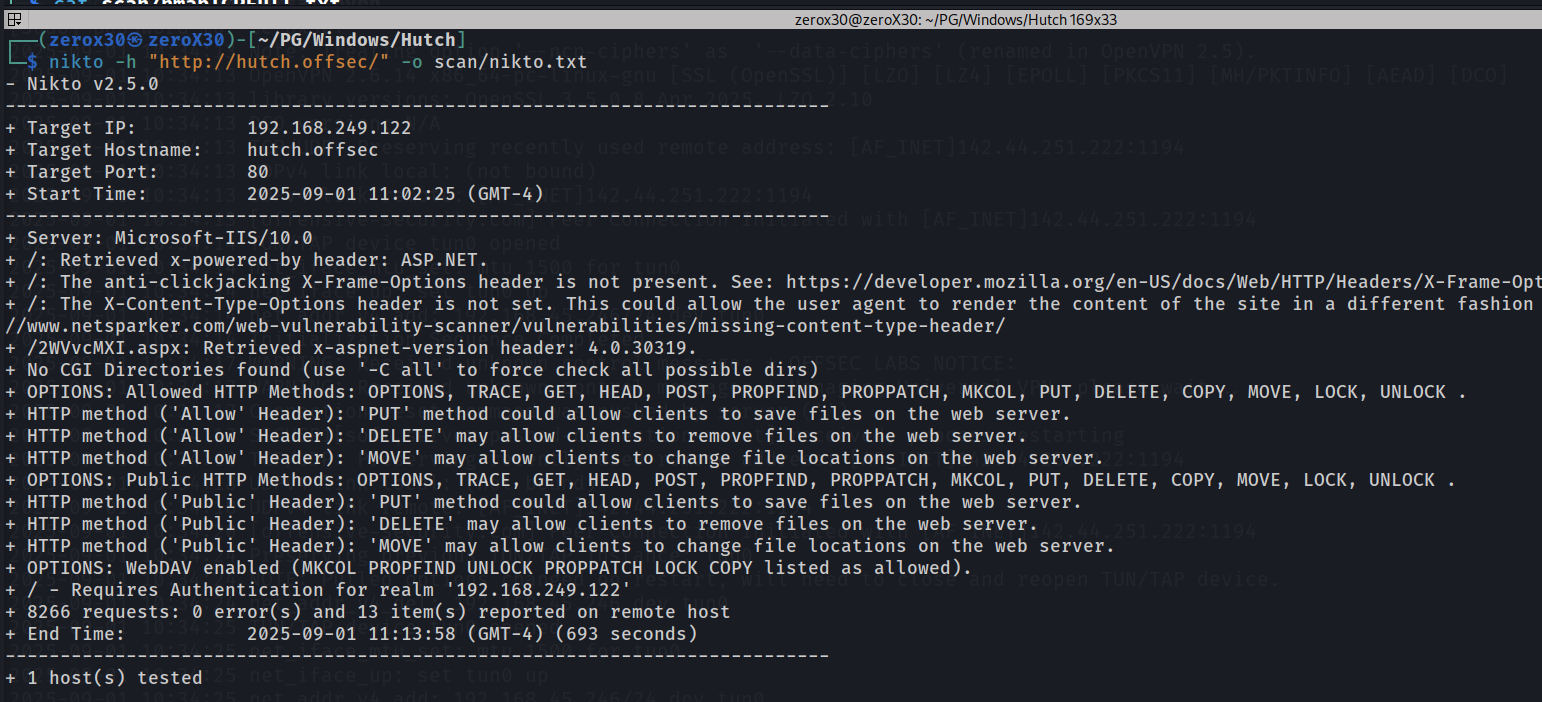 $ cat scan/nmapICPFULL.txt
zerox30@zeroX30: ~/PG/Windows/Hutch 169x33
(zerox30㉿zeroX30)-[~/PG/Windows/Hutch]
$ nikto -h "http://hutch.offsec/" -o scan/nikto.txt
- Nikto v2.5.0
---------------------------------------------------------------------------
+ Target IP:          192.168.249.122
+ Target Hostname:    hutch.offsec
+ Target Port:        80
+ Start Time:         2025-09-01 11:02:25 (GMT-4)
---------------------------------------------------------------------------
+ Server: Microsoft-IIS/10.0
+ /: Retrieved x-powered-by header: ASP.NET.
+ /: The anti-clickjacking X-Frame-Options header is not present. See: https://developer.mozilla.org/en-US/docs/Web/HTTP/Headers/X-Frame-Opt
+ /: The X-Content-Type-Options header is not set. This could allow the user agent to render the content of the site in a different fashion
//www.netsparker.com/web-vulnerability-scanner/vulnerabilities/missing-content-type-header/
+ /2WVvcMXI.aspx: Retrieved x-aspnet-version header: 4.0.30319.
+ No CGI Directories found (use '-C all' to force check all possible dirs)
+ OPTIONS: Allowed HTTP Methods: OPTIONS, TRACE, GET, HEAD, POST, PROPFIND, PROPPATCH, MKCOL, PUT, DELETE, COPY, MOVE, LOCK, UNLOCK .
+ HTTP method ('Allow' Header): 'PUT' method could allow clients to save files on the web server.
+ HTTP method ('Allow' Header): 'DELETE' may allow clients to remove files on the web server.
+ HTTP method ('Allow' Header): 'MOVE' may allow clients to change file locations on the web server.
+ OPTIONS: Public HTTP Methods: OPTIONS, TRACE, GET, HEAD, POST, PROPFIND, PROPPATCH, MKCOL, PUT, DELETE, COPY, MOVE, LOCK, UNLOCK .
+ HTTP method ('Public' Header): 'PUT' method could allow clients to save files on the web server.
+ HTTP method ('Public' Header): 'DELETE' may allow clients to remove files on the web server.
+ HTTP method ('Public' Header): 'MOVE' may allow clients to change file locations on the web server.
+ OPTIONS: WebDAV enabled (MKCOL PROPFIND UNLOCK PROPPATCH LOCK COPY listed as allowed).
+ / - Requires Authentication for realm '192.168.249.122'
+ 8266 requests: 0 error(s) and 13 item(s) reported on remote host
+ End Time:           2025-09-01 11:13:58 (GMT-4) (693 seconds)
---------------------------------------------------------------------------
+ 1 host(s) tested